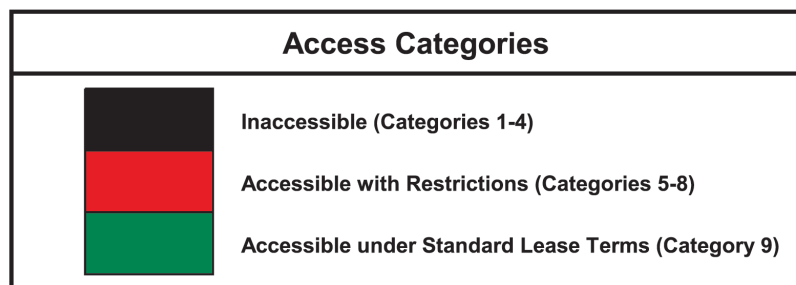 Access Categories
Inaccessible (Categories 1-4)
Accessible with Restrictions (Categories 5-8)
Accessible under Standard Lease Terms (Category 9)